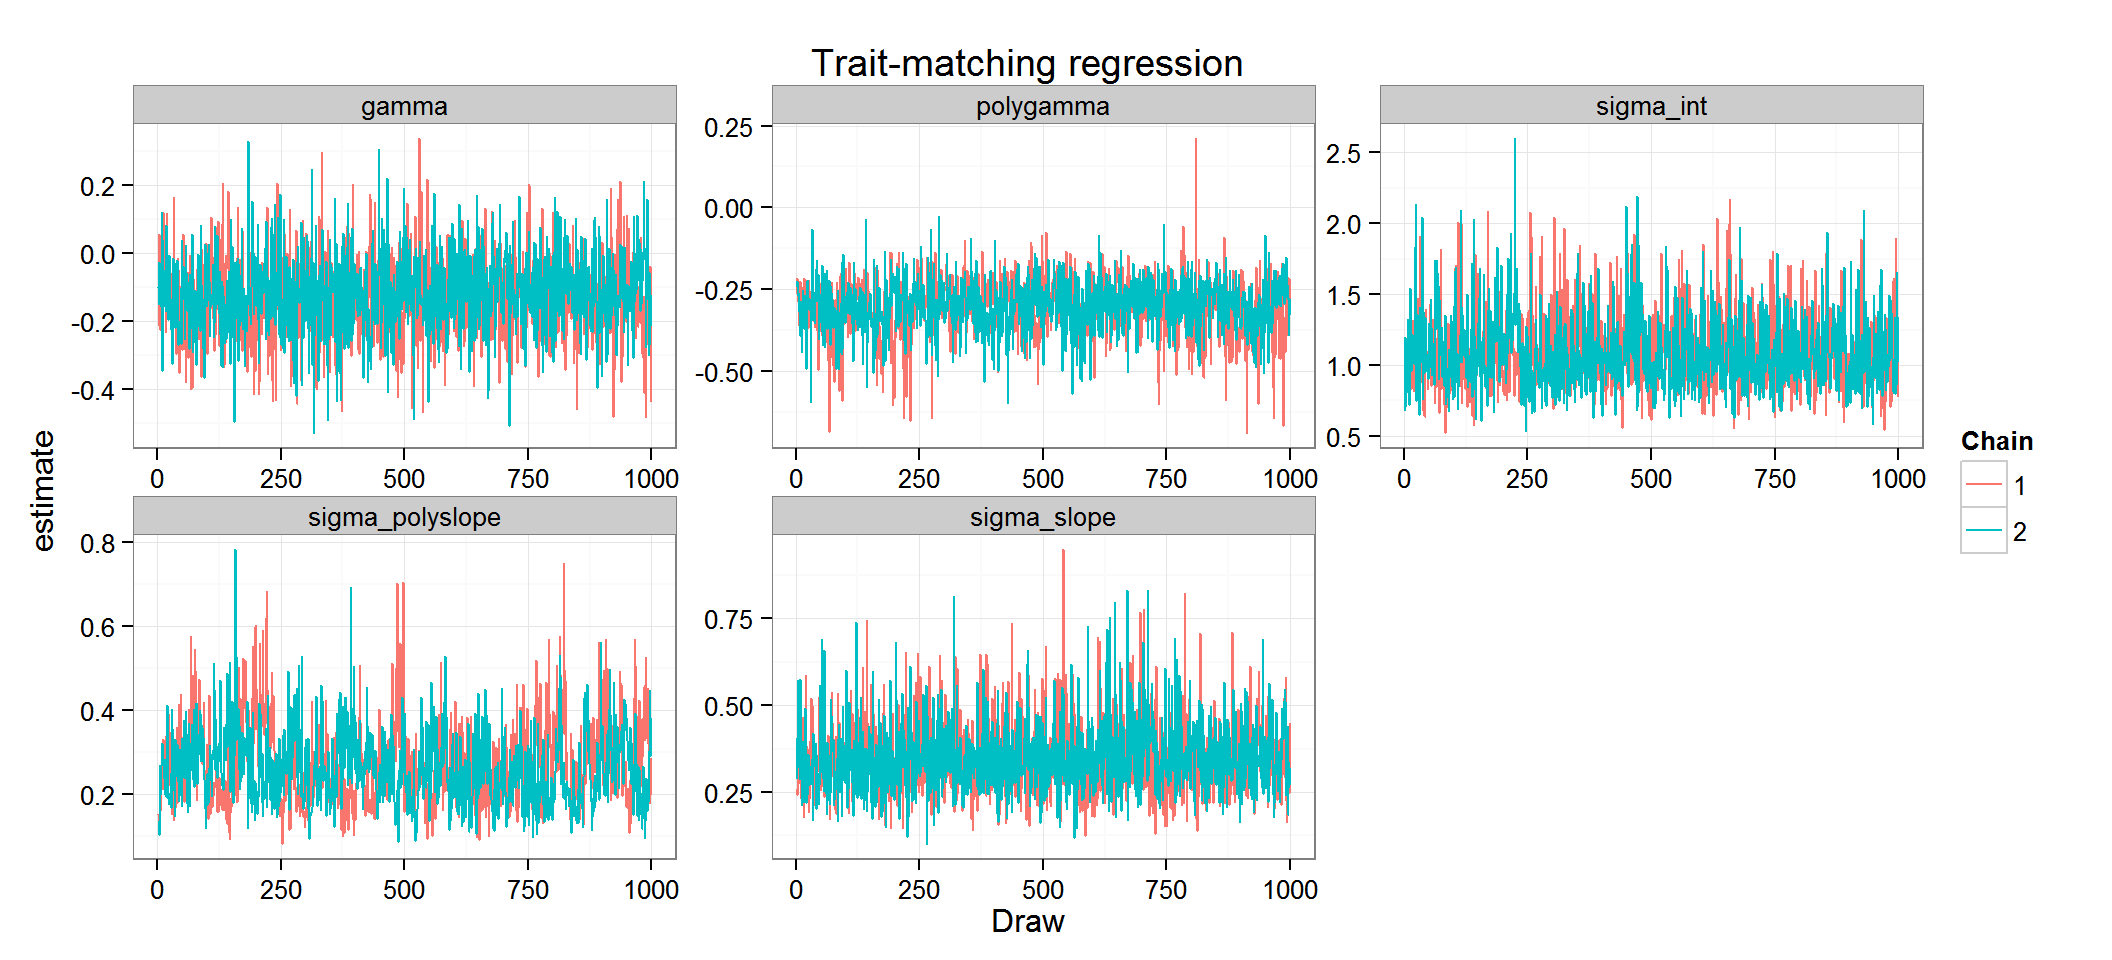 Trait-matching regression
gamma
polygamma
sigma_int
0.2
0.0
-0.2
-0.4
0 250 500 750 1000
0.25
0.00
-0.25
-0.50
0 250 500 750 1000
2.5
2.0
1.5
1.0
0.5
0 250 500 750 1000
estimate
sigma_polyslope
sigma_slope
0.8
0.6
0.4
0.2
0 250 500 750 1000
0.75
0.50
0.25
0 250 500 750 1000
Draw
Chain
1
2